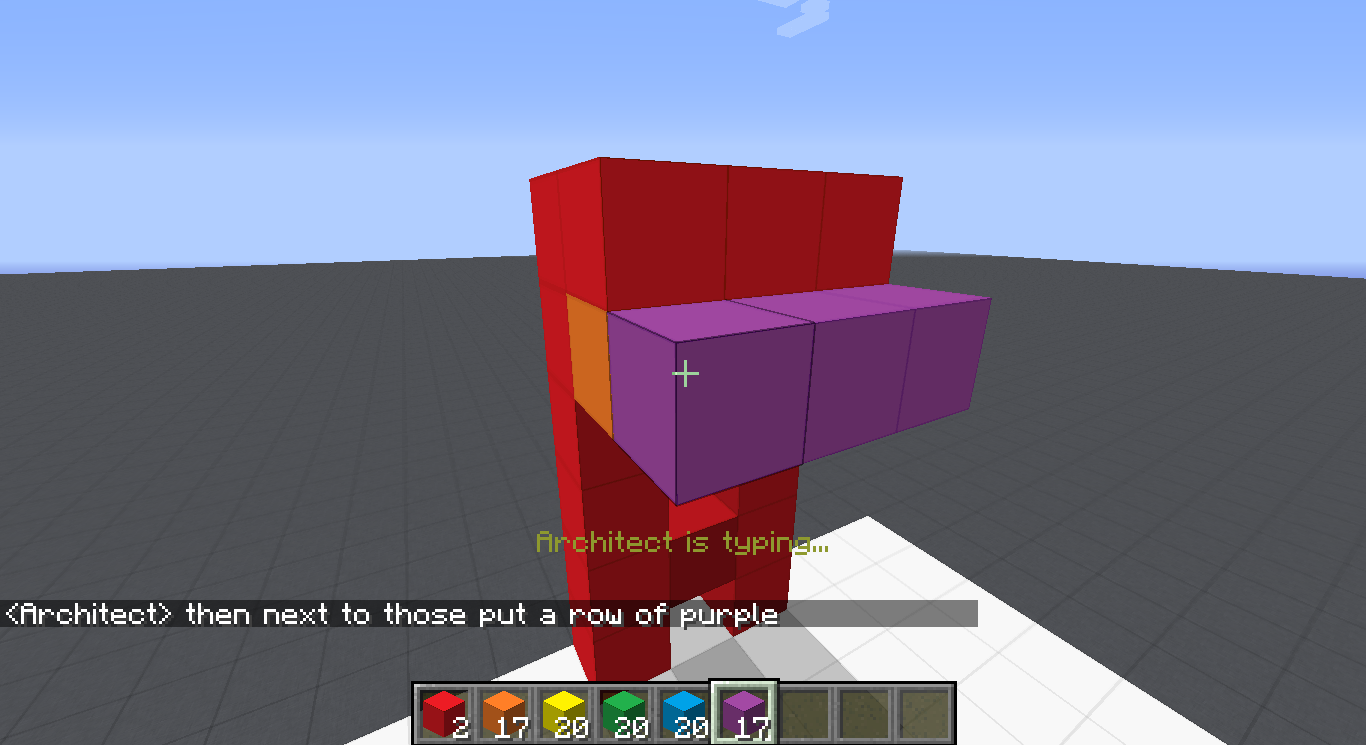 Architect is typing...
<Architect> then next to those put a row of purple
2 17 20 20 20 17